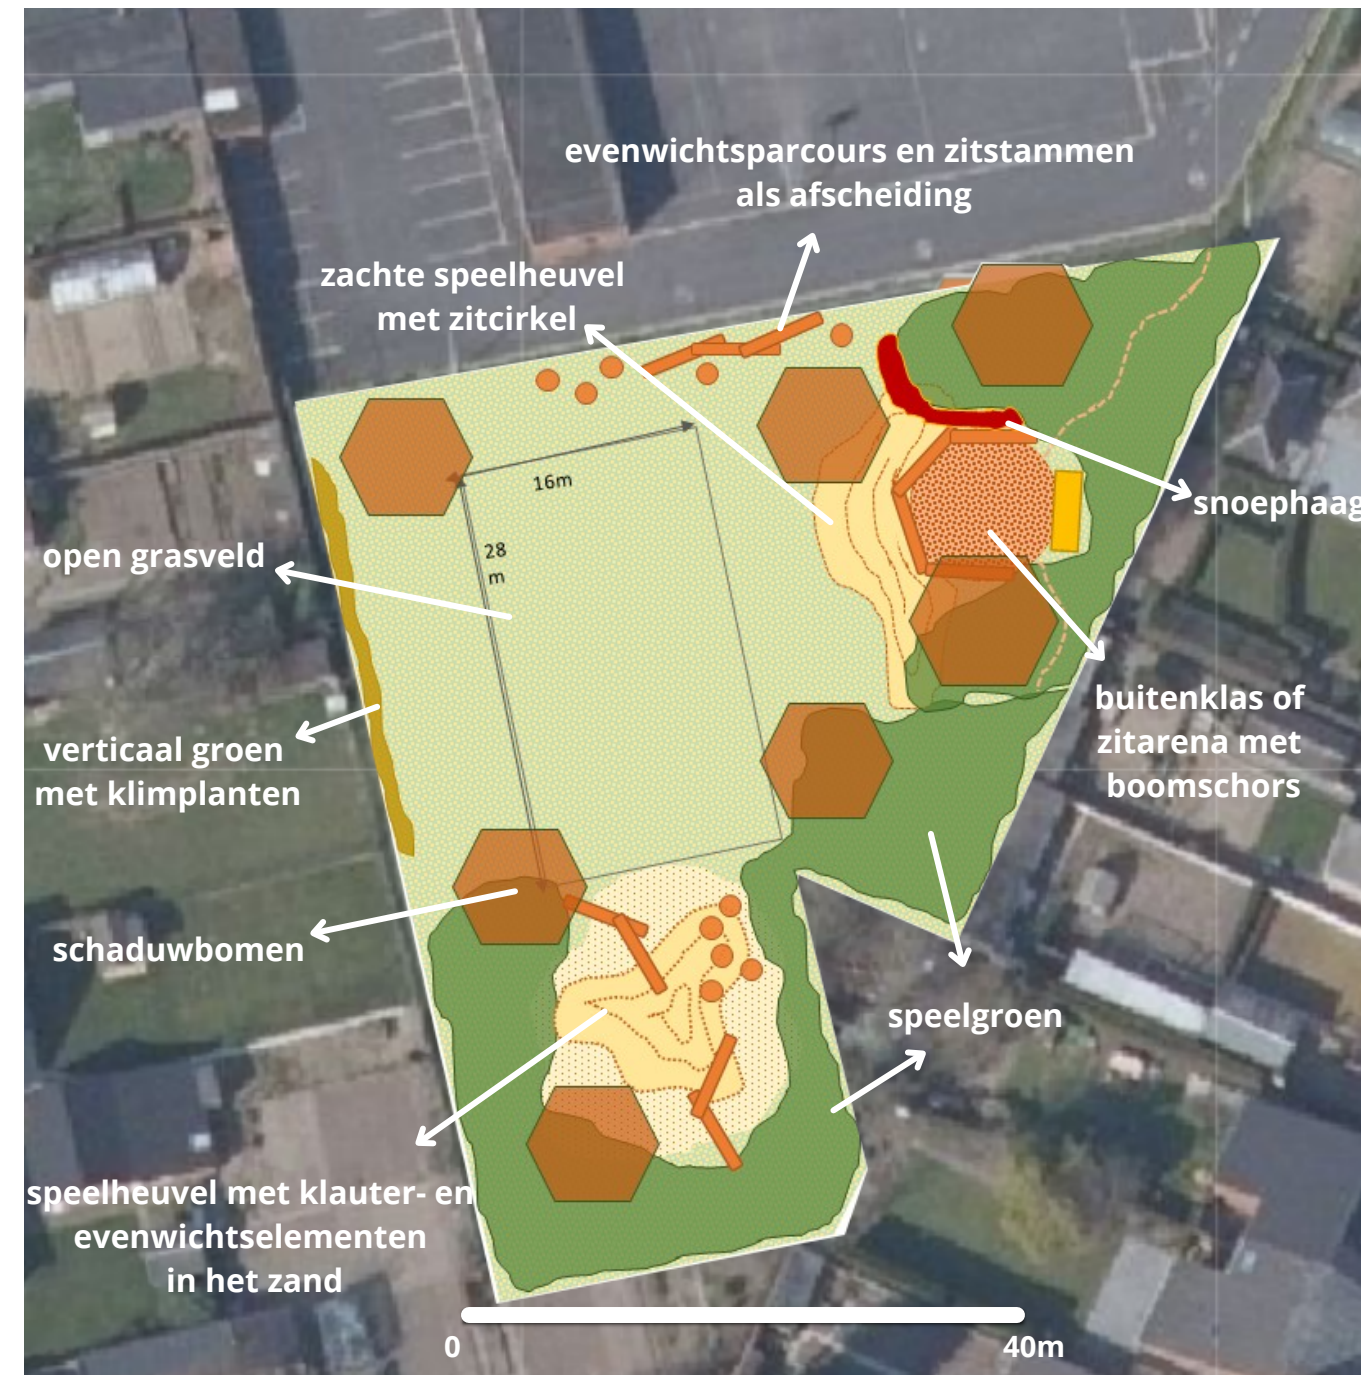 evenwichtsparcours en zitstammen
als afscheiding
zachte speelheuvel
met zitcirkel
16m
snoephaag
open grasveld
28
m
buitenklas of
zitarena met
boomschors
verticaal groen
met klimplanten
schaduwbomen
speelgroen
speelheuvel met klauter- en
evenwichtselementen
in het zand
0
40m